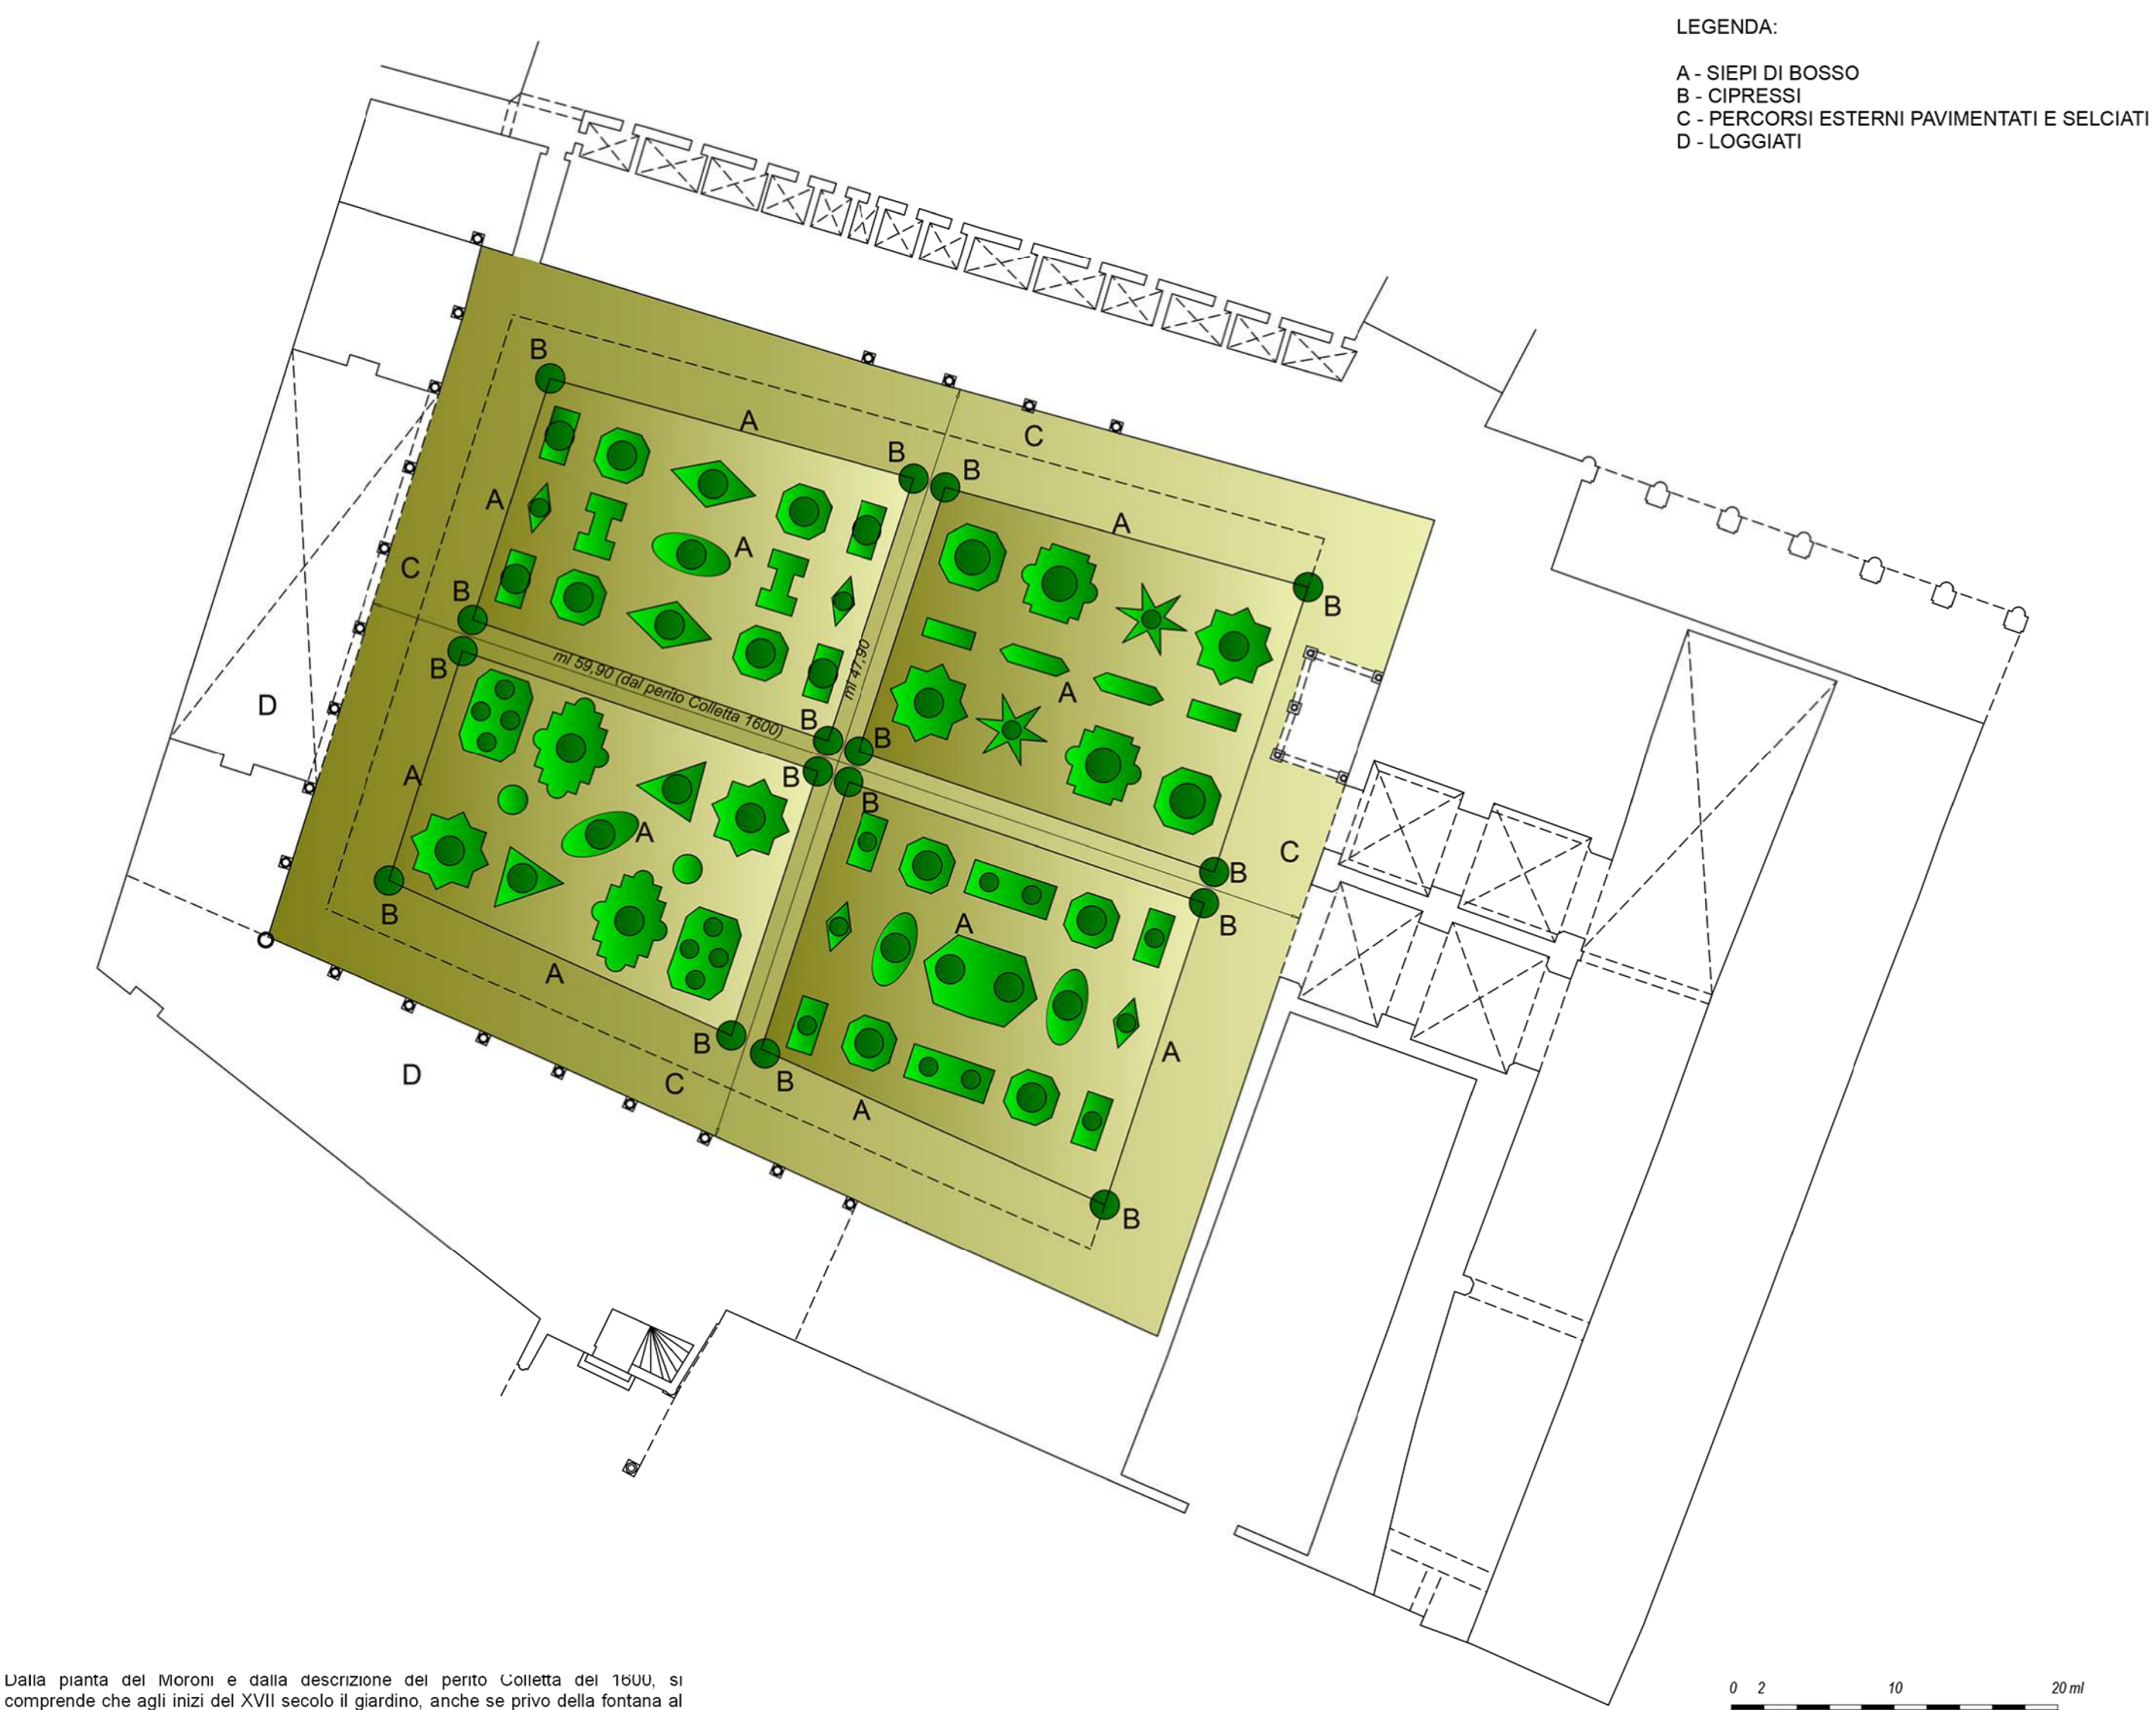 LEGENDA:
A - SIEPI DI BOSSO
B - CIPRESSI
C - PERCORSI ESTERNI PAVIMENTATI E SELCIATI
D - LOGGIATI
B
A
B
B
C
A
A
A
B
A
C
B
B
ml 59,90 (dal perito Colletta 1600)
ml 47,90
A
D
B
B
B
B
A
A
C
B
B
B
A
A
A
B
B
C
D
A
A
B
Dalla pianta del Moroni e dalla descrizione del perito Colletta del 1600, si
comprende che agli inizi del XVII secolo il giardino, anche se privo della fontana al
0 2 10 20 ml